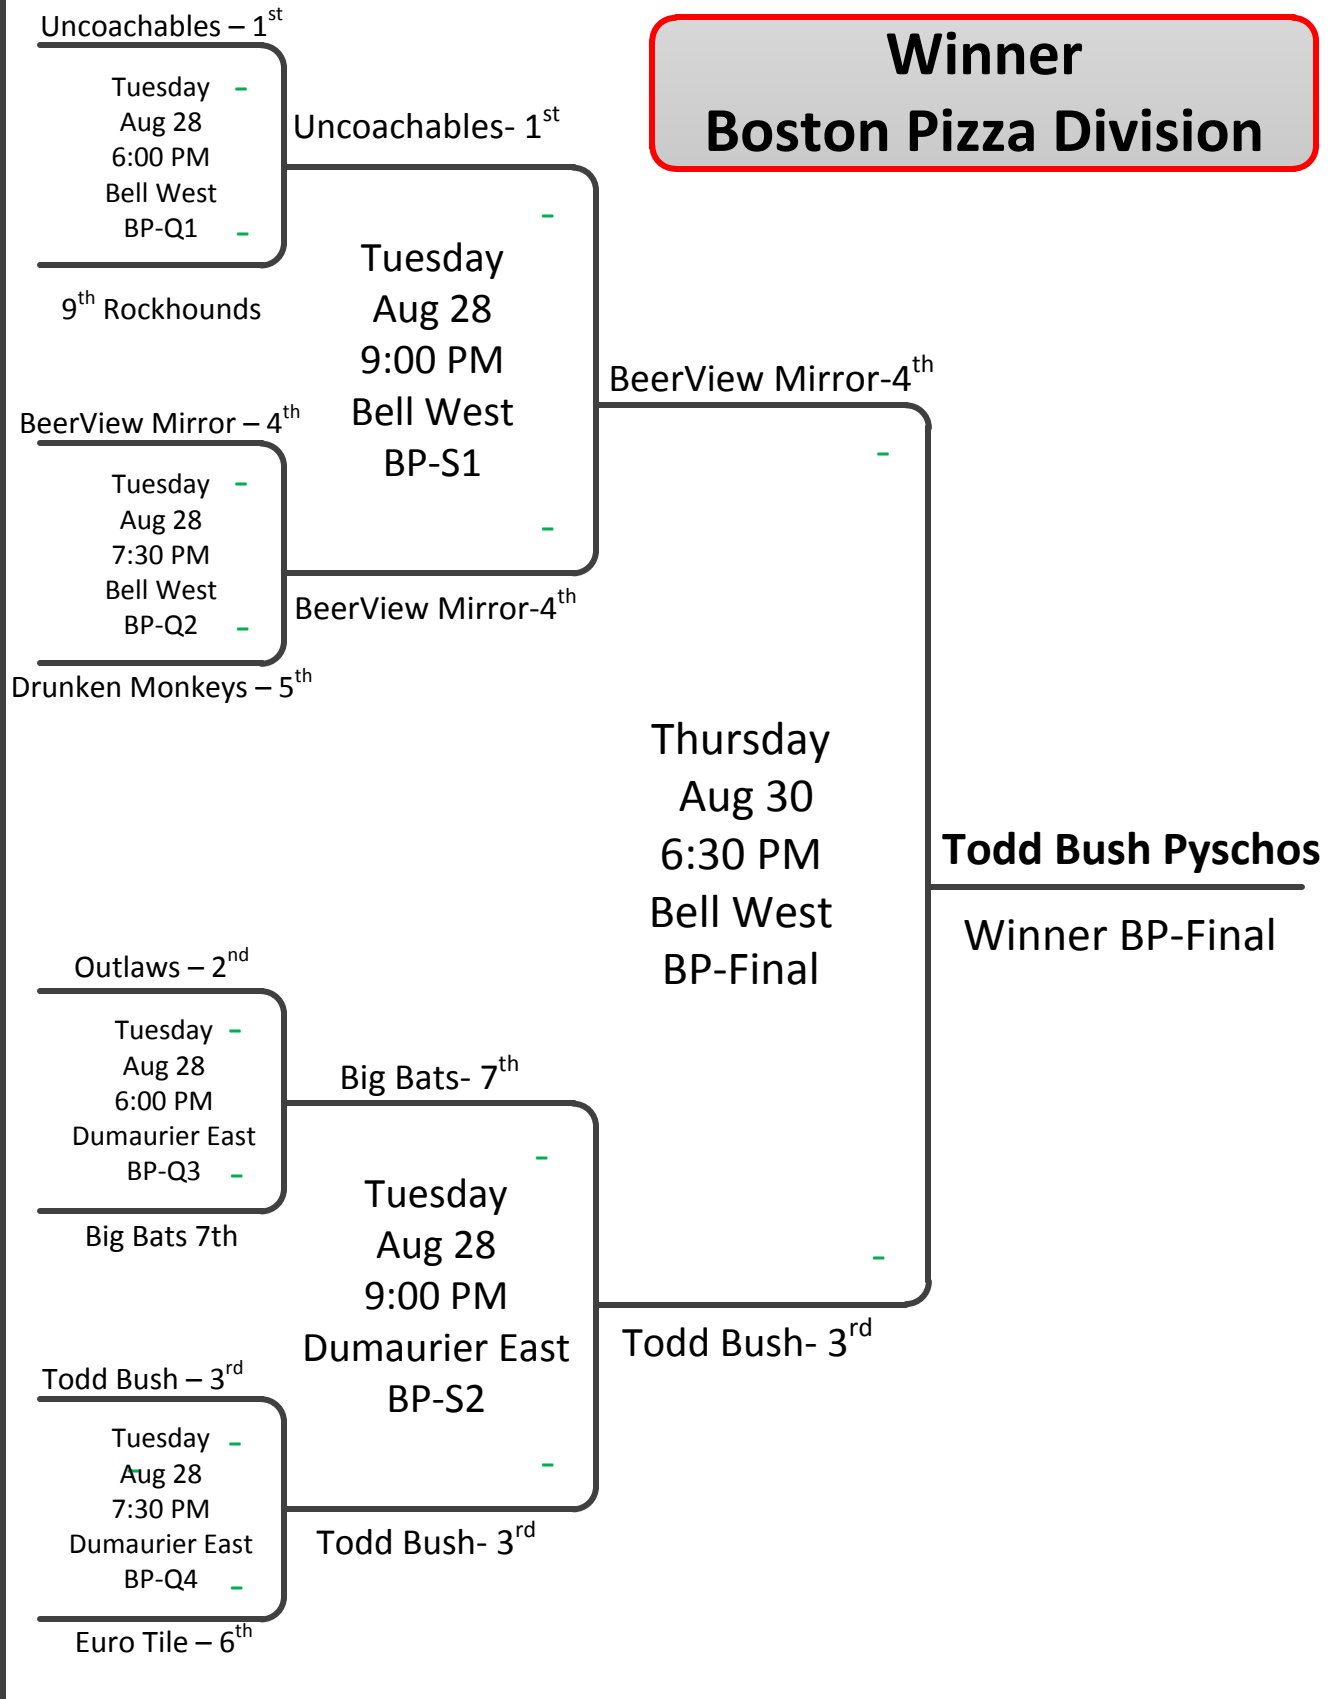 Uncoachables – 1st
Winner
Boston Pizza Division
Tuesday -
Aug 28
6:00 PM
Bell West
BP-Q1 -
Uncoachables- 1st
9th Rockhounds
-
Tuesday
Aug 28
9:00 PM
Bell West
BP-S1
-
BeerView Mirror – 4th
Tuesday -
Aug 28
7:30 PM
Bell West
BP-Q2 -
BeerView Mirror-4th
Drunken Monkeys – 5th
BeerView Mirror-4th
-
Thursday
Aug 30
6:30 PM
Bell West
BP-Final
-
Todd Bush Pyschos
Winner BP-Final
Outlaws – 2nd
Tuesday -
Aug 28
6:00 PM
Dumaurier East
BP-Q3 -
Big Bats 7th
Big Bats- 7th
-
Tuesday
Aug 28
9:00 PM
Dumaurier East
BP-S2
-
Todd Bush- 3rd
Todd Bush – 3rd
Tuesday -
- Aug 28
7:30 PM
Dumaurier East
BP-Q4 -
Todd Bush- 3rd
Euro Tile – 6th